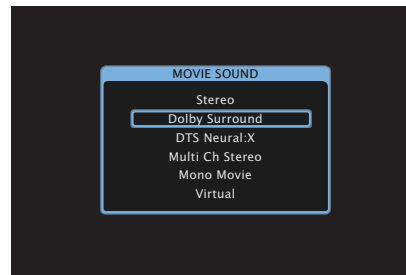 MOVIE SOUND
Stereo
Dolby Surround
DTS Neural:X
Multi Ch Stereo
Mono Movie
Virtual